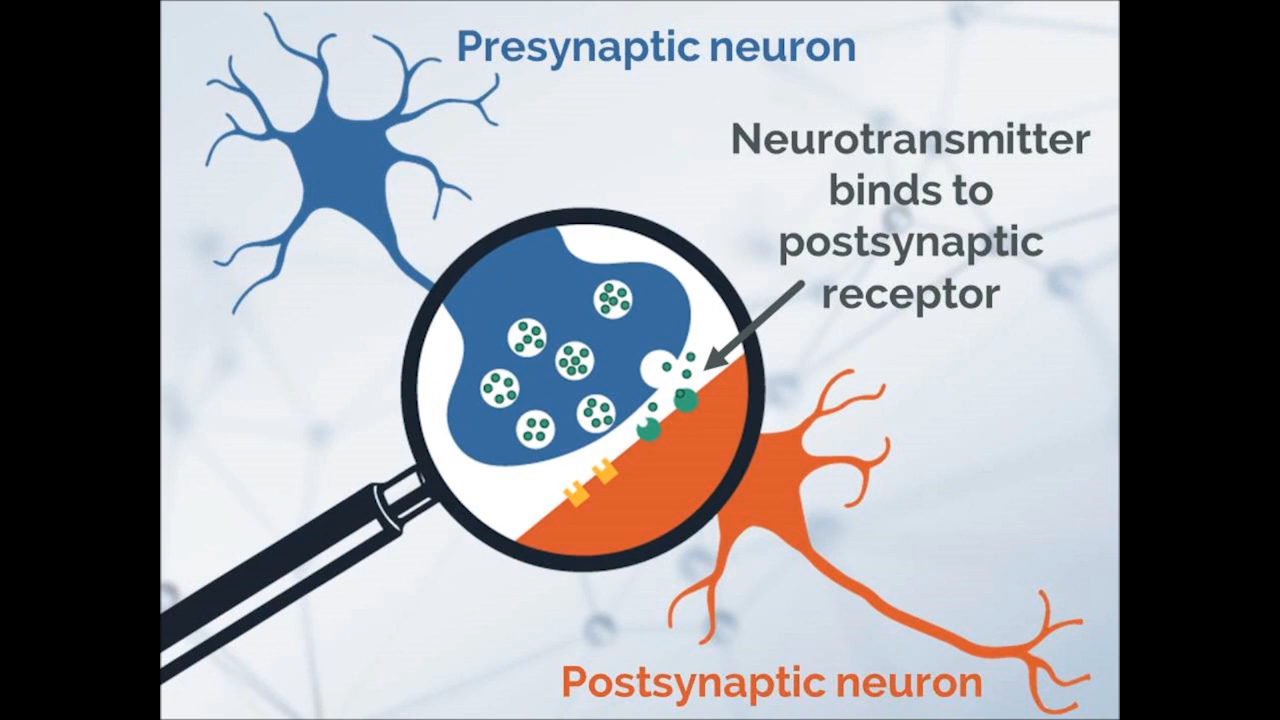 Presynaptic neuron
Neurotransmitter
binds to
postsynaptic
receptor
Postsynaptic neuron